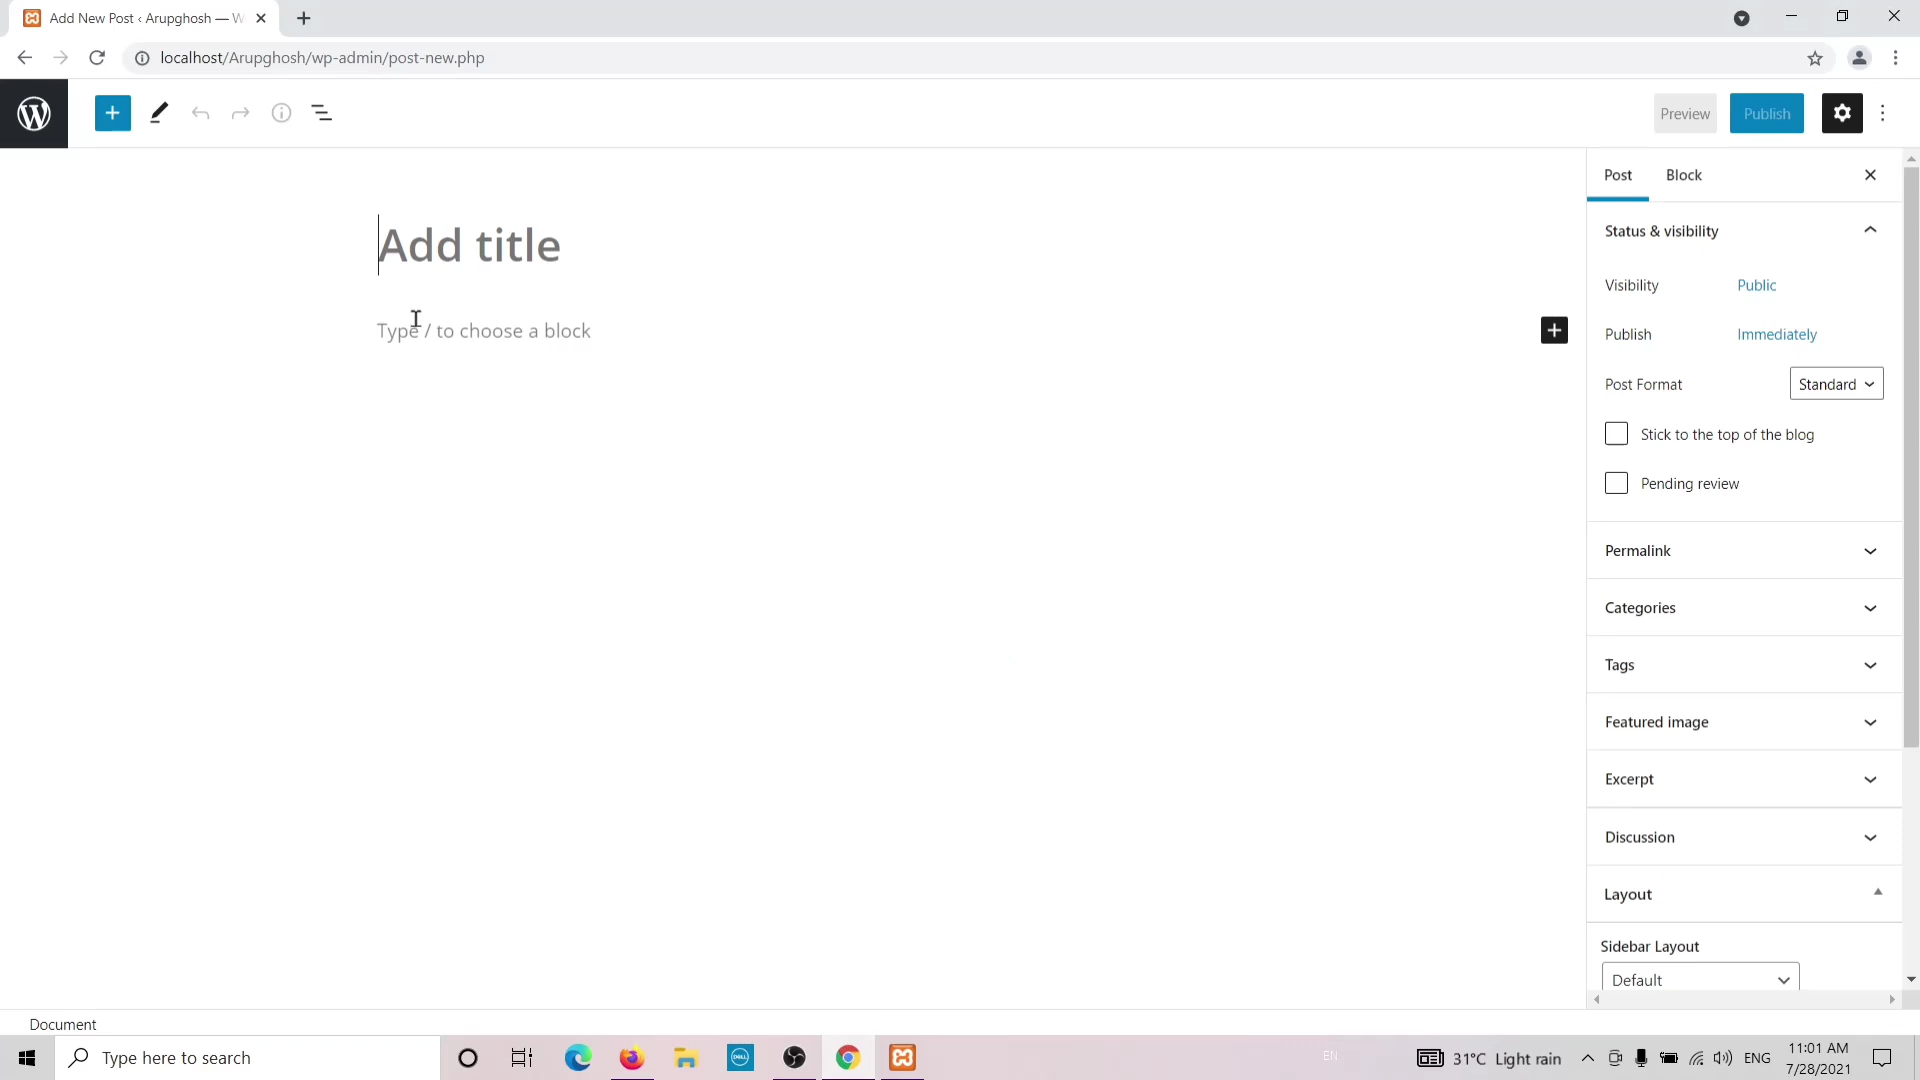 Add New Post ‹ Arupghosh — W
localhost/Arupghosh/wp-admin/post-new.php
Preview
Publish
Post
Block
Add title
Type / to choose a block
Status & visibility
Visibility
Public
Publish
Immediately
Post Format
Standard
Stick to the top of the blog
Pending review
Permalink
Categories
Tags
Featured image
Excerpt
Discussion
Layout
Sidebar Layout
Default
Document
Type here to search
DELL
EN
31°C Light rain
ENG
11:01 AM
7/28/2021